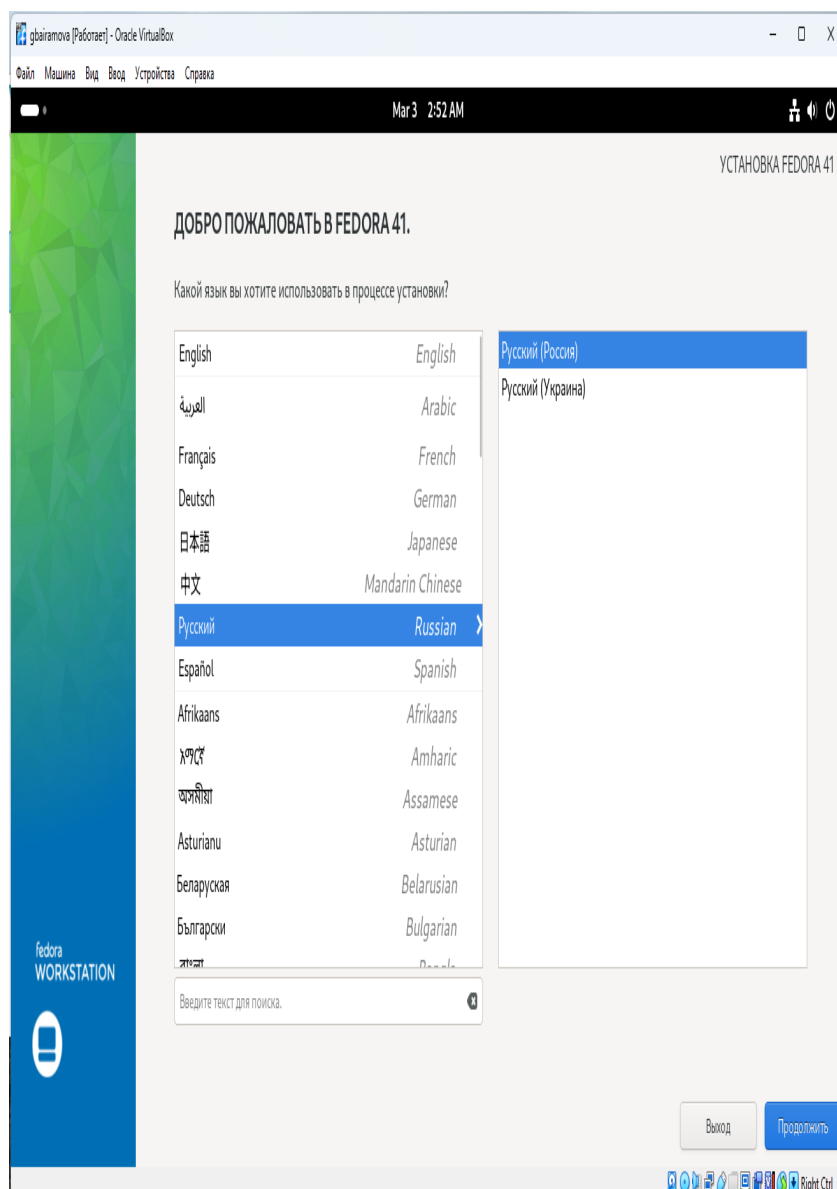 gbairamova [Работает] - Oracle VirtualBox
Файл Машина Вид Ввод Устройства Справка
Mar 3 2:52 AM
УСТАНОВКА FEDORA 41
ДОБРО ПОЖАЛОВАТЬ В FEDORA 41.
Какой язык вы хотите использовать в процессе установки?
English English
العربية Arabic
Français French
Deutsch German
日本語 Japanese
中文 Mandarin Chinese
Русский Russian
Español Spanish
Afrikaans Afrikaans
አማርኛ Amharic
অসমীয়া Assamese
Asturianu Asturian
Беларуская Belarusian
Български Bulgarian
Русский (Россия)
Русский (Украина)
Введите текст для поиска.
fedora
WORKSTATION
Выход Продолжить
Right Ctrl